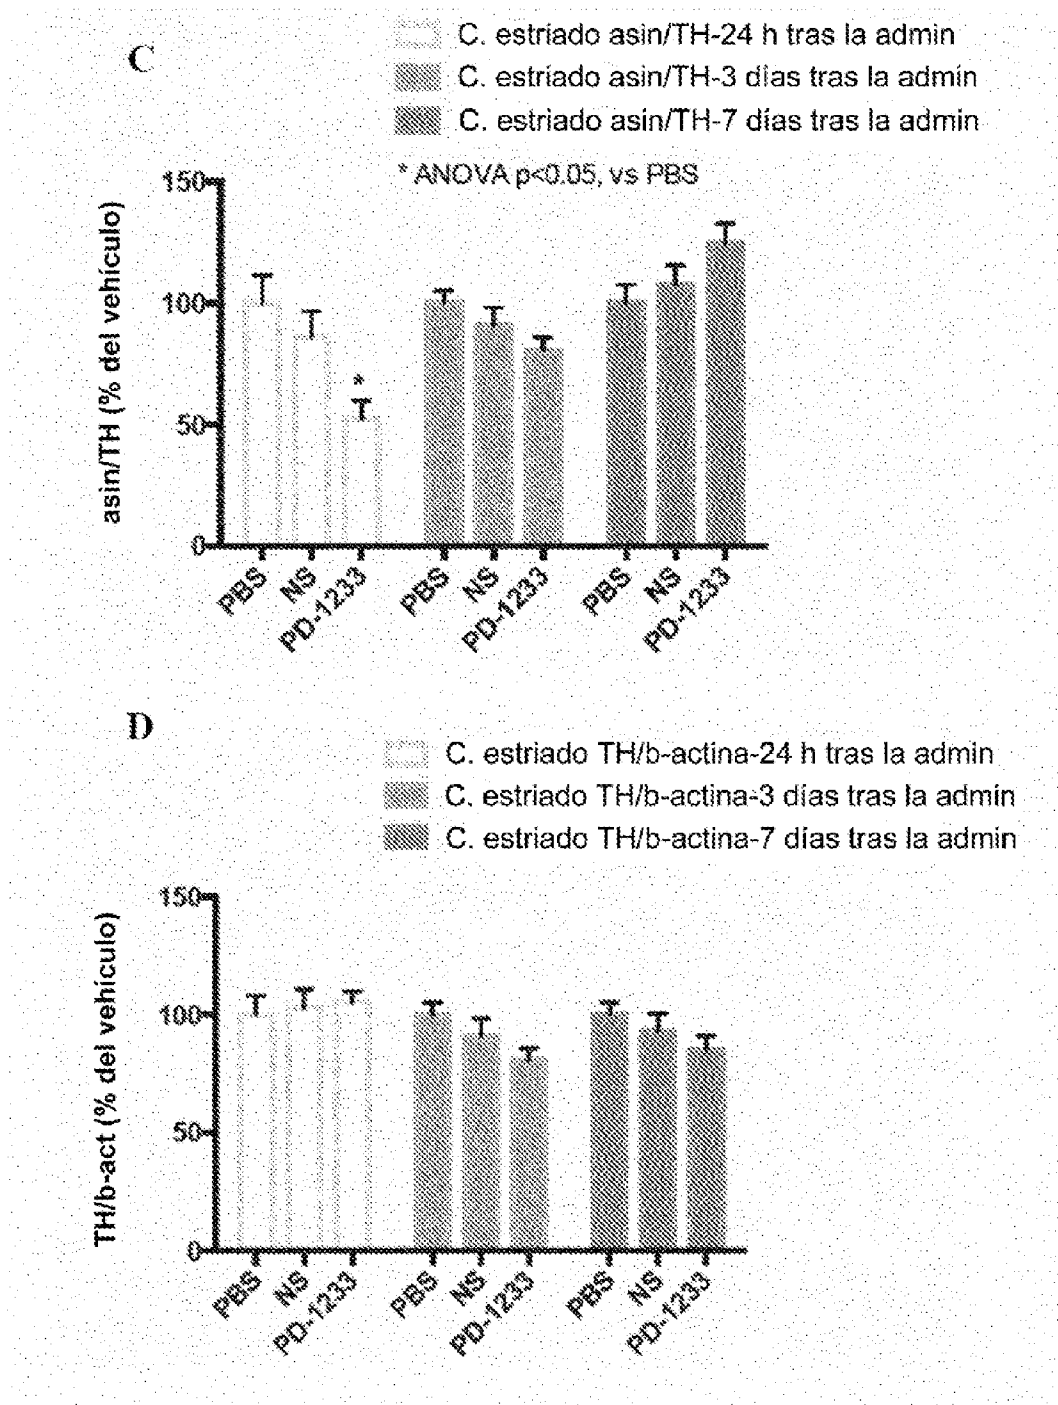 C
C. estriado asin/TH-24 h tras la admin
C. estriado asin/TH-3 días tras la admin
C. estriado asin/TH-7 días tras la admin
* ANOVA p<0.05, vs PBS
asin/TH (% del vehículo)
150
100
50
0
*
PBS NS PD-1233 PBS NS PD-1233 PBS NS PD-1233
D
C. estriado TH/b-actina-24 h tras la admin
C. estriado TH/b-actina-3 días tras la admin
C. estriado TH/b-actina-7 días tras la admin
TH/b-act (% del vehículo)
150
100
50
0
PBS NS PD-1233 PBS NS PD-1233 PBS NS PD-1233